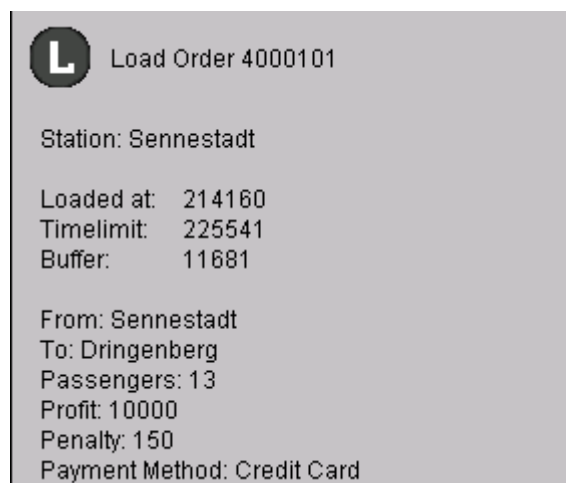 L Load Order 4000101
Station: Sennestadt
Loaded at: 214160
Timelimit: 225541
Buffer: 11681
From: Sennestadt
To: Dringenberg
Passengers: 13
Profit: 10000
Penalty: 150
Payment Method: Credit Card